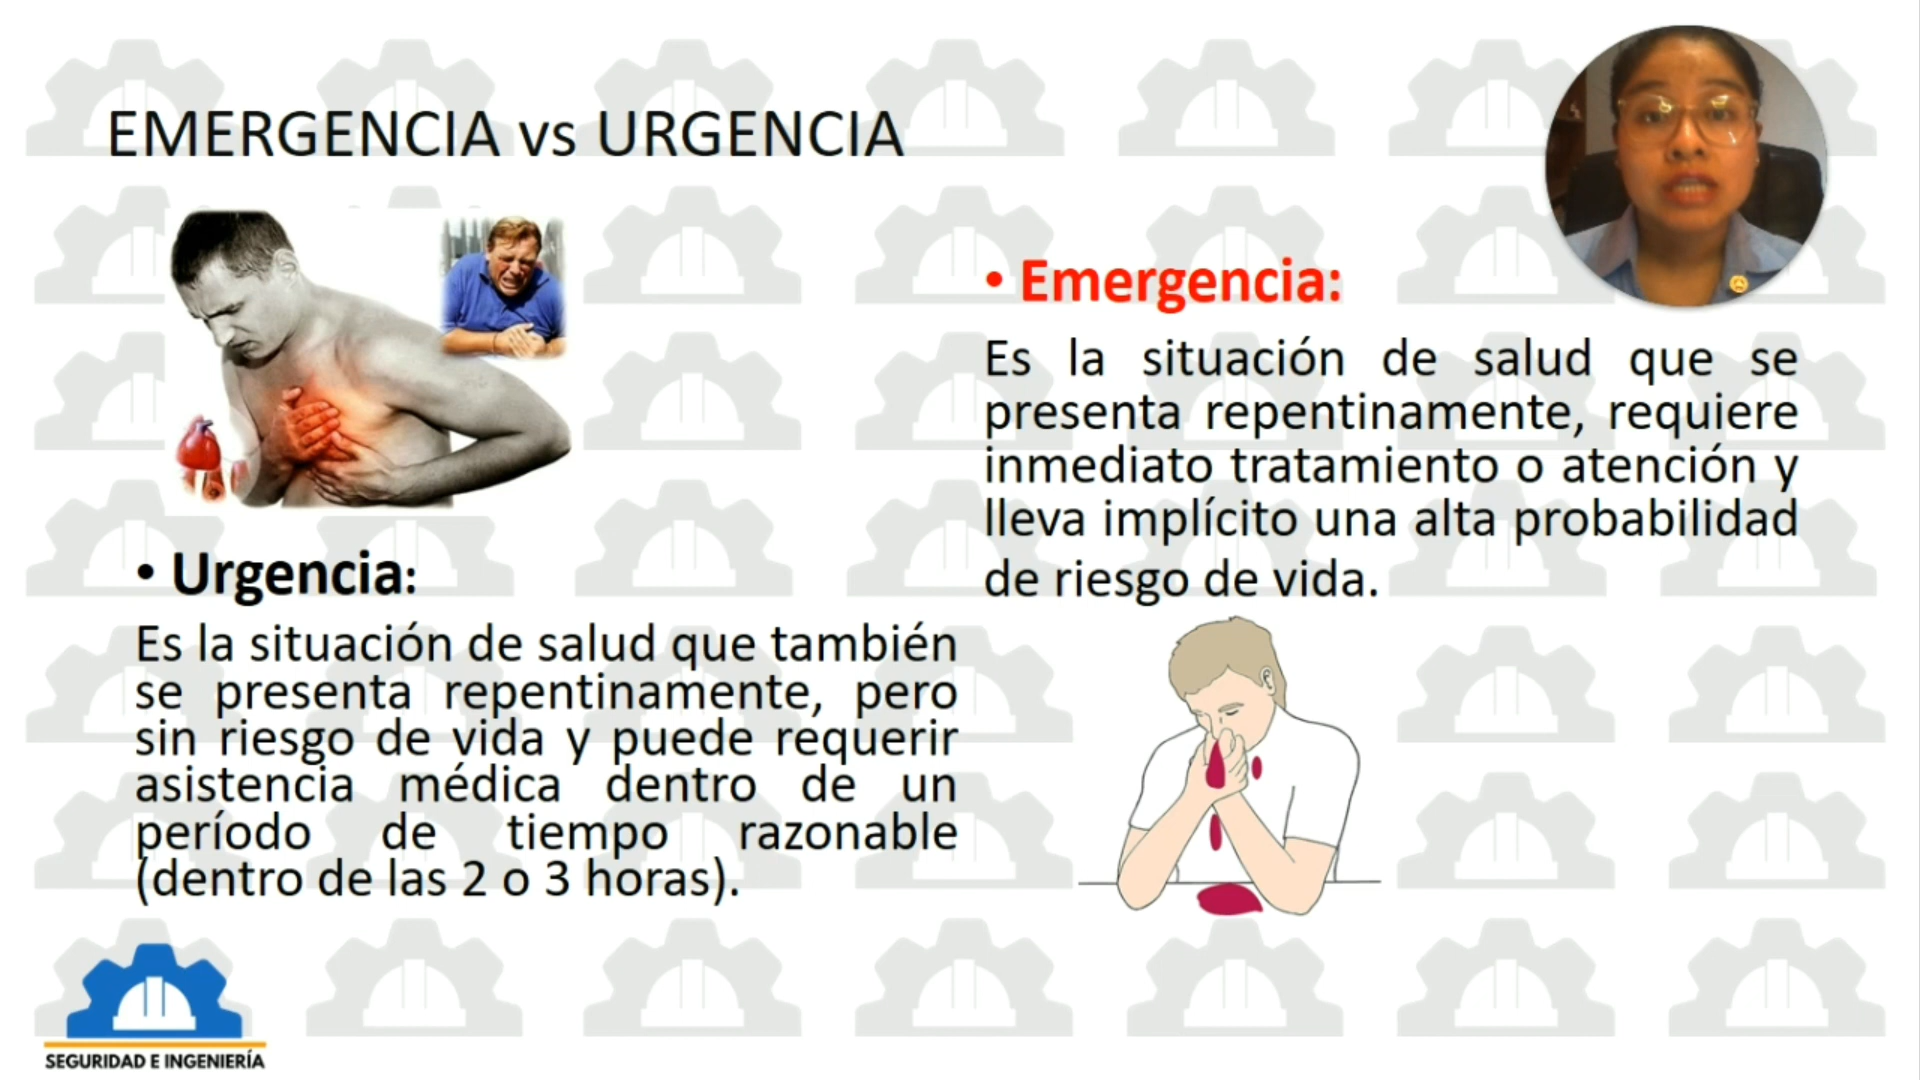 EMERGENCIA vs URGENCIA
• Urgencia:
Es la situación de salud que también
se presenta repentinamente, pero
sin riesgo de vida y puede requerir
asistencia médica dentro de un
período de tiempo razonable
(dentro de las 2 o 3 horas).
• Emergencia:
Es la situación de salud que se
presenta repentinamente, requiere
inmediato tratamiento o atención y
lleva implícito una alta probabilidad
de riesgo de vida.
SEGURIDAD E INGENIERÍA